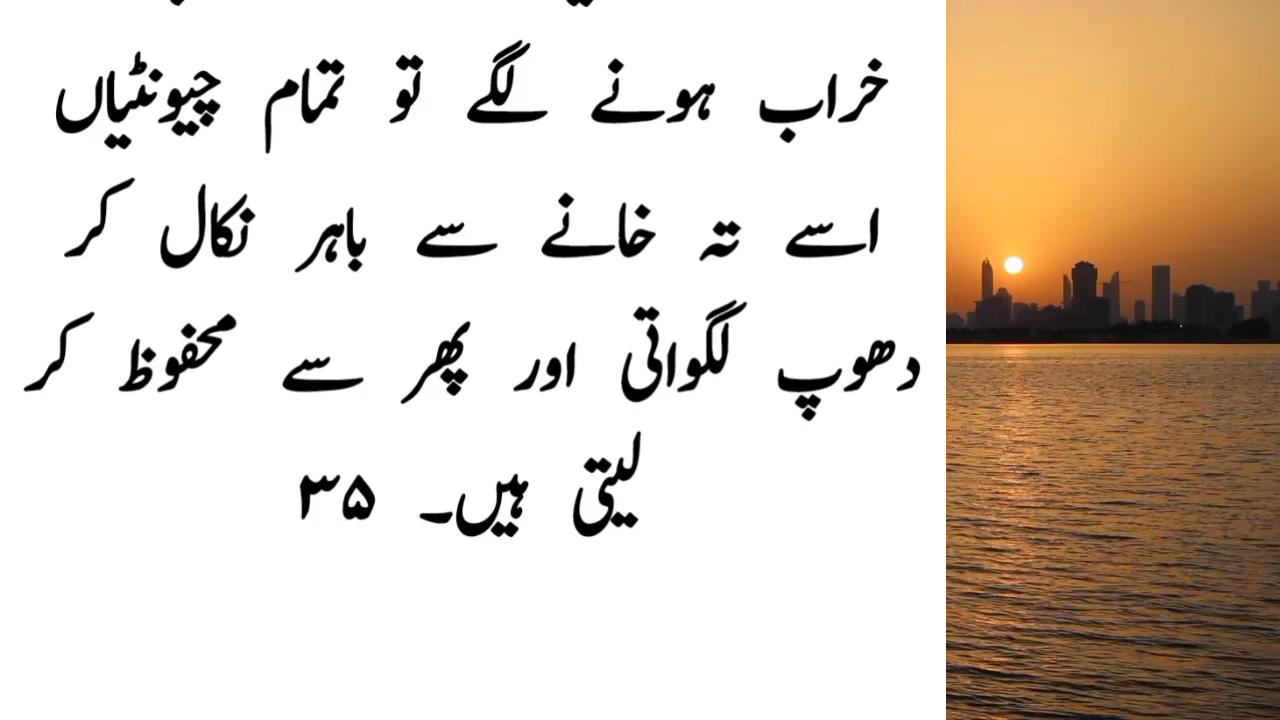 خراب ہونے لگے تو تمام چیونٹیاں
اسے تہ خانے سے باہر نکال کر
دھوپ لگواتی اور پھر سے محفوظ کر
لیتی ہیں۔ ۳۵